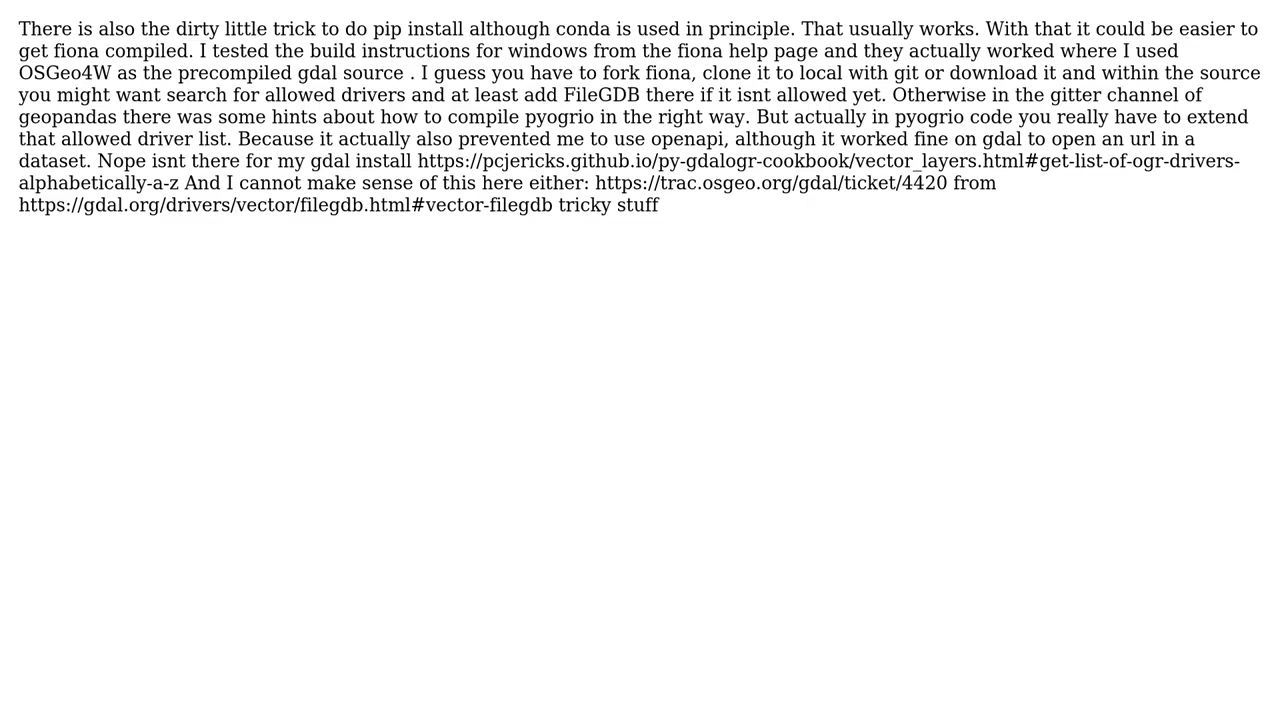 There is also the dirty little trick to do pip install although conda is used in principle. That usually works. With that it could be easier to
get fiona compiled. I tested the build instructions for windows from the fiona help page and they actually worked where I used
OSGeo4W as the precompiled gdal source . I guess you have to fork fiona, clone it to local with git or download it and within the source
you might want search for allowed drivers and at least add FileGDB there if it isnt allowed yet. Otherwise in the gitter channel of
geopandas there was some hints about how to compile pyogrio in the right way. But actually in pyogrio code you really have to extend
that allowed driver list. Because it actually also prevented me to use openapi, although it worked fine on gdal to open an url in a
dataset. Nope isnt there for my gdal install https://pcjericks.github.io/py-gdalogr-cookbook/vector_layers.html#get-list-of-ogr-drivers-
alphabetically-a-z And I cannot make sense of this here either: https://trac.osgeo.org/gdal/ticket/4420 from
https://gdal.org/drivers/vector/filegdb.html#vector-filegdb tricky stuff